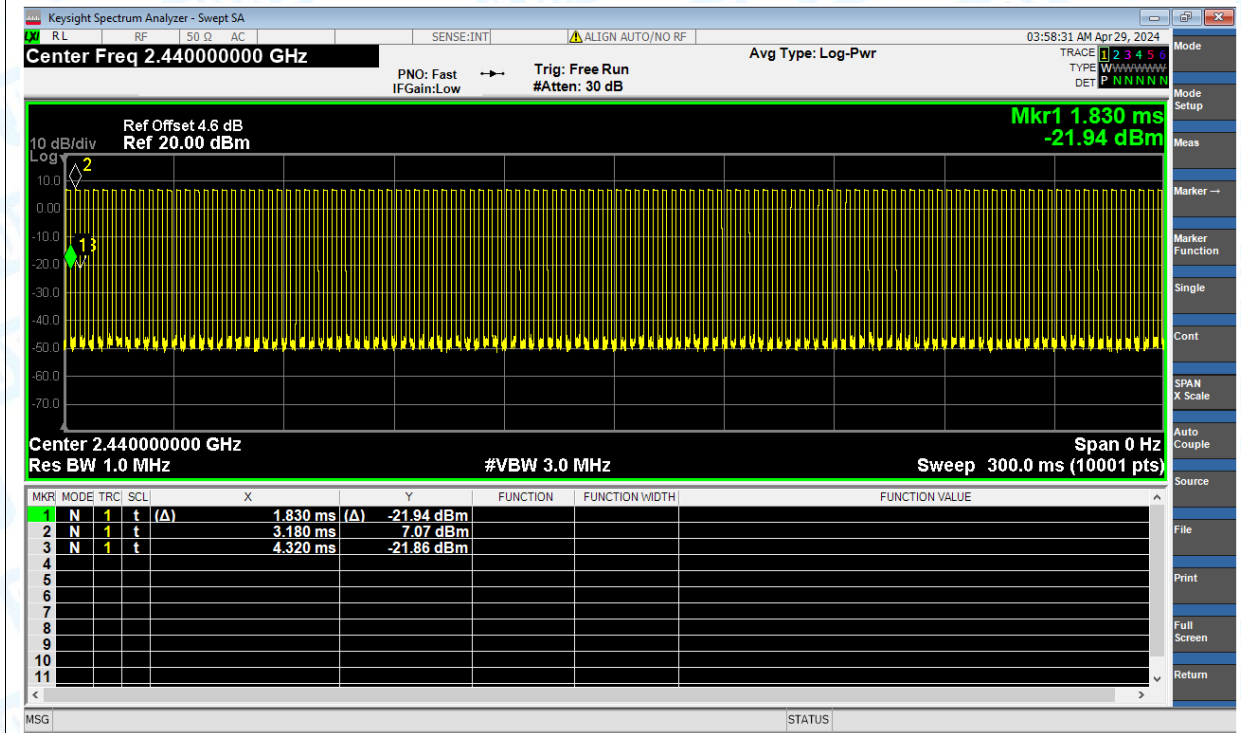 Keysight Spectrum Analyzer - Swept SA
LXI RL RF 50 Ω AC SENSE:INT ALIGN AUTO/NO RF 03:58:31 AM Apr 29, 2024
Center Freq 2.440000000 GHz
Avg Type: Log-Pwr
TRACE 1 2 3 4 5 6
TYPE WWWWWW
DET P N N N N N
PNO: Fast
IFGain:Low
Trig: Free Run
#Atten: 30 dB
Mkr1 1.830 ms
-21.94 dBm
Ref Offset 4.6 dB
10 dB/div Ref 20.00 dBm
Log
10.0
0.00
-10.0
-20.0
-30.0
-40.0
-50.0
-60.0
-70.0
2
1 3
Center 2.440000000 GHz Span 0 Hz
Res BW 1.0 MHz #VBW 3.0 MHz Sweep 300.0 ms (10001 pts)
MKR MODE TRC SCL X Y FUNCTION FUNCTION WIDTH FUNCTION VALUE
1 N 1 t (Δ) 1.830 ms (Δ) -21.94 dBm
2 N 1 t 3.180 ms 7.07 dBm
3 N 1 t 4.320 ms -21.86 dBm
4
5
6
7
8
9
10
11
MSG STATUS
Mode
Mode
Setup
Meas
Marker →
Marker
Function
Single
Cont
SPAN
X Scale
Auto
Couple
Source
File
Print
Full
Screen
Return